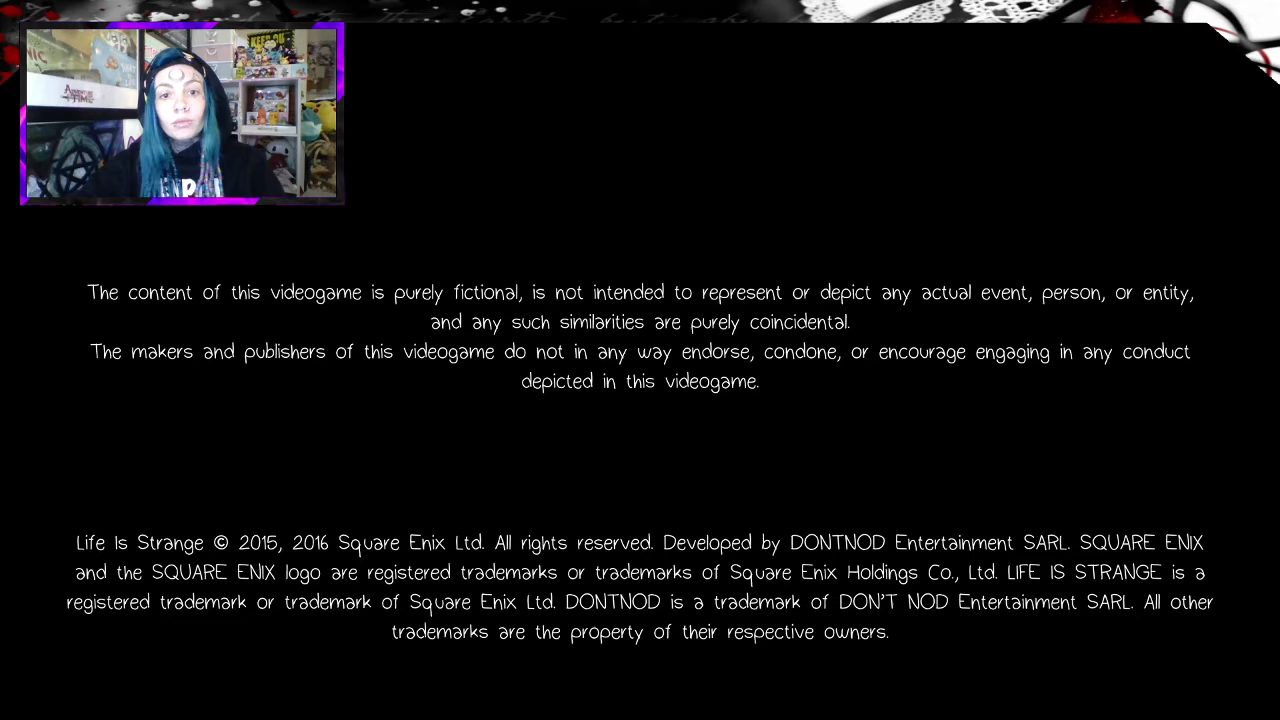 ADVENTURE TIME
The content of this videogame is purely fictional, is not intended to represent or depict any actual event, person, or entity,
and any such similarities are purely coincidental.
The makers and publishers of this videogame do not in any way endorse, condone, or encourage engaging in any conduct
depicted in this videogame.
Life Is Strange © 2015, 2016 Square Enix Ltd. All rights reserved. Developed by DONTNOD Entertainment SARL. SQUARE ENIX
and the SQUARE ENIX logo are registered trademarks or trademarks of Square Enix Holdings Co., Ltd. LIFE IS STRANGE is a
registered trademark or trademark of Square Enix Ltd. DONTNOD is a trademark of DON'T NOD Entertainment SARL. All other
trademarks are the property of their respective owners.